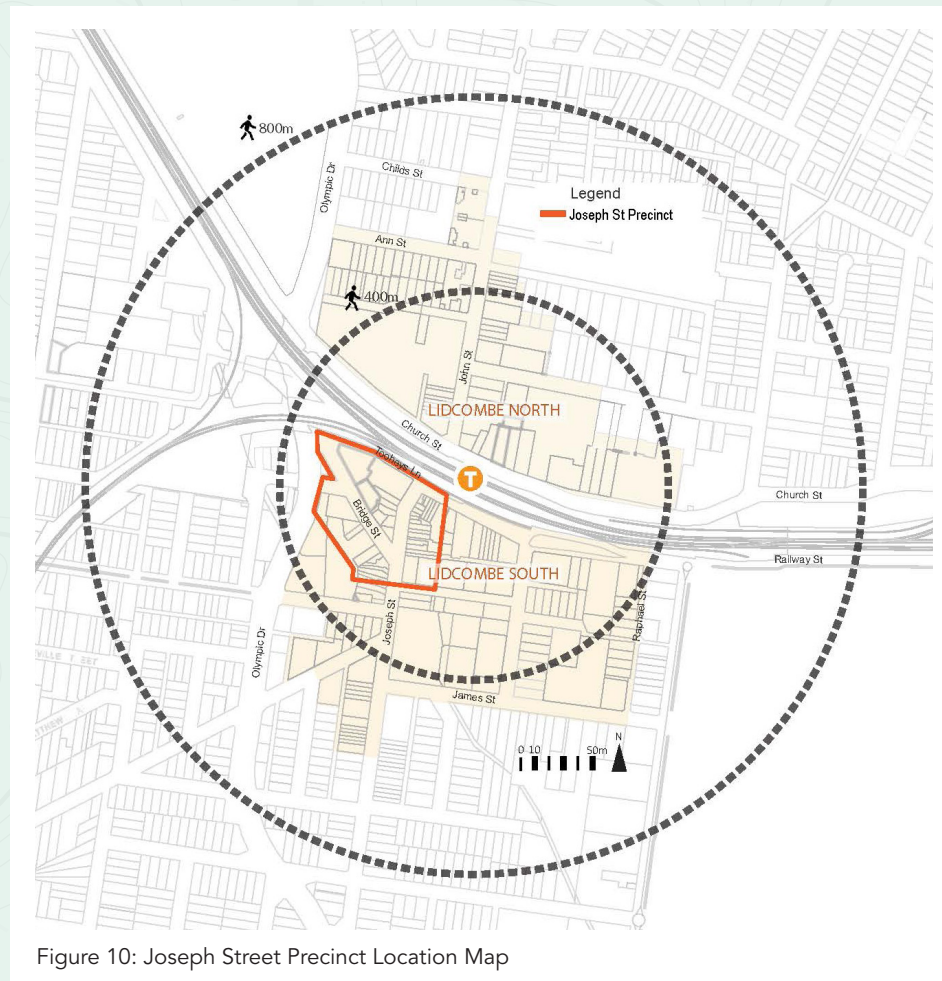 800m
Childs St
Olympic Dr
Legend
Joseph St Precinct
Ann St
400m
John St
LIDCOMBE NORTH
Church St
Toohays Ln
T
Church St
Bridge St
Railway St
LIDCOMBE SOUTH
Joseph St
Raphael St
Olympic Dr
James St
N
0 10 50m
Figure 10: Joseph Street Precinct Location Map